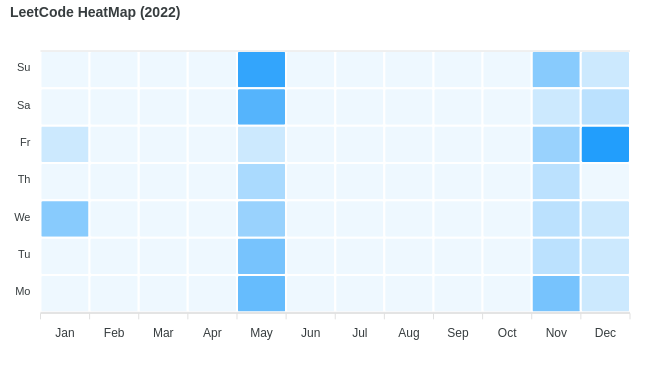 LeetCode HeatMap (2022)
Su
Sa
Fr
Th
We
Tu
Mo
Jan Feb Mar Apr May Jun Jul Aug Sep Oct Nov Dec